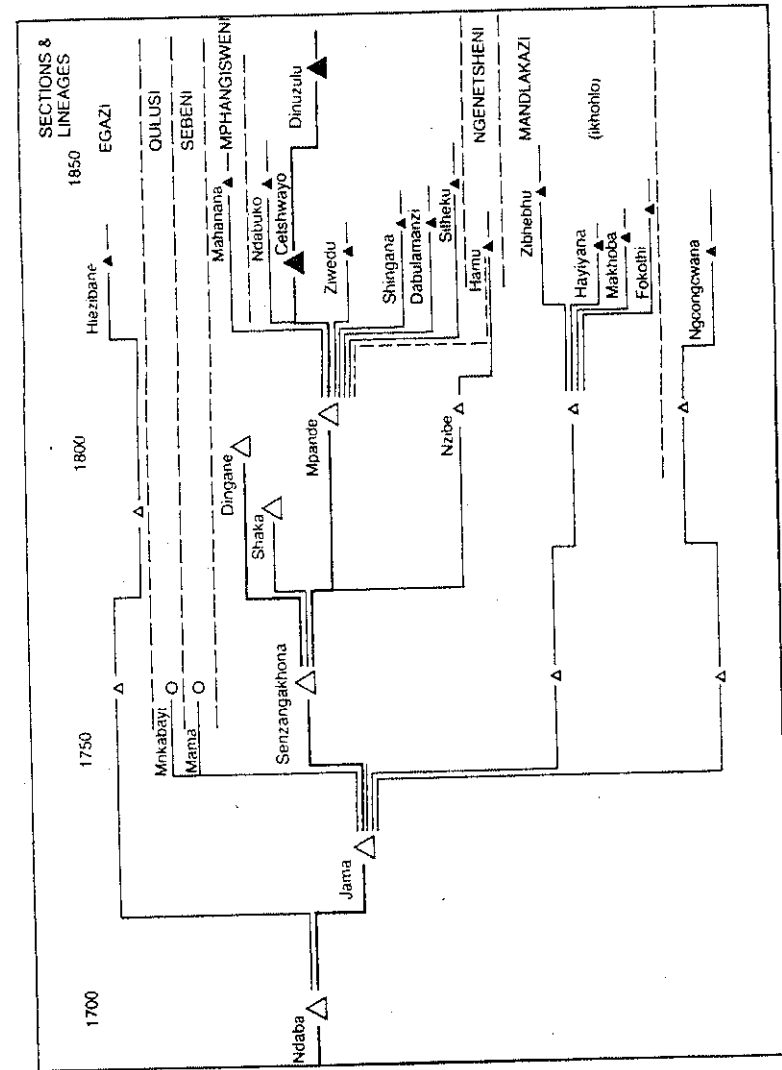 SECTIONS &
LINEAGES
1700
1750
1800
1850
EGAZI
QULUSI
SEBENI
MPHANGISWENI
NGENETSHENI
MANDLAKAZI
(ikhohlo)
Hlezibane
Mnkabayi
Mama
Mahanana
Ndabuko
Cetshwayo
Dinuzulu
Ziwedu
Shingana
Dabulamanzi
Sitheku
Hamu
Dingane
Shaka
Mpande
Nzibe
Senzangakhona
Jama
Ndaba
Zibhebhu
Hayiyana
Makhoba
Fokothi
Ngcongcwana